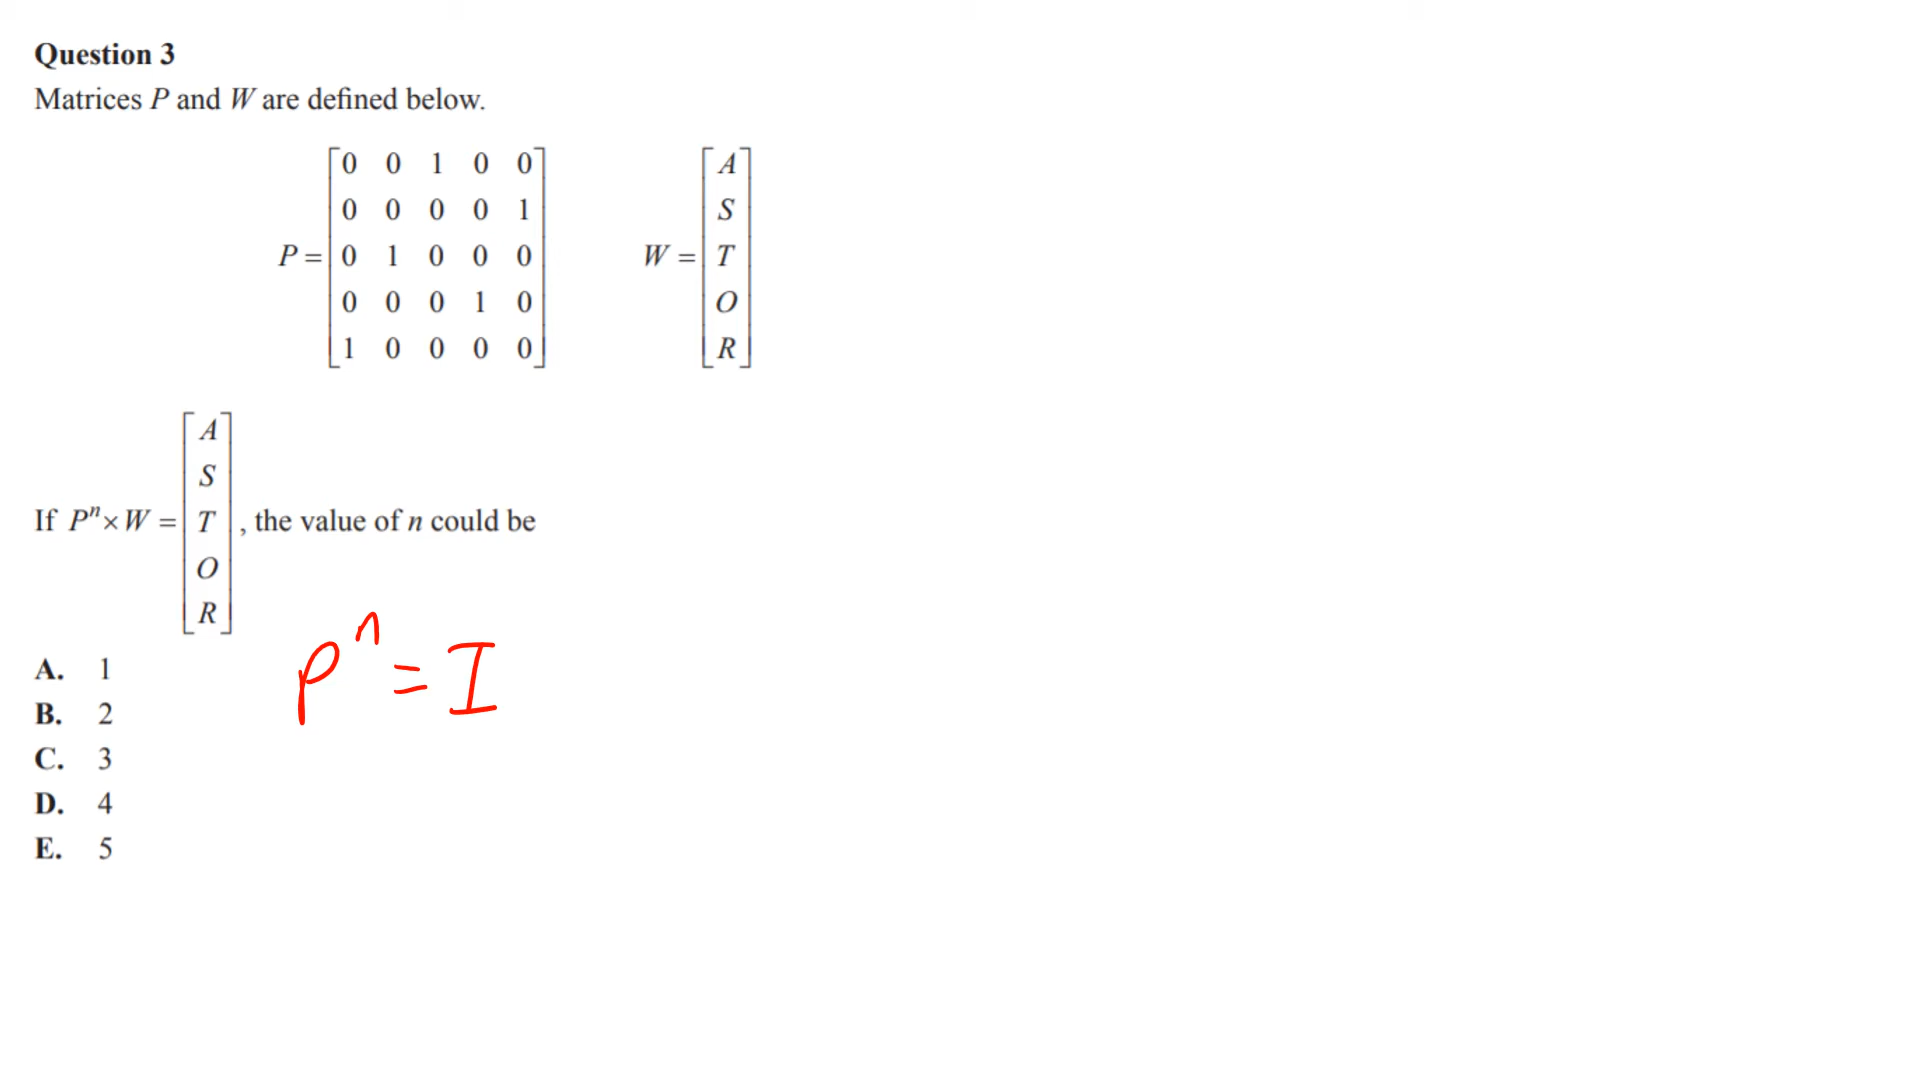 Question 3
Matrices P and W are defined below.
P = [0 0 1 0 0
0 0 0 0 1
0 1 0 0 0
0 0 0 1 0
1 0 0 0 0]
W = [A
S
T
O
R]
If Pⁿ × W = [A
S
T
O
R], the value of n could be
A. 1
B. 2
C. 3
D. 4
E. 5
Pⁿ = I